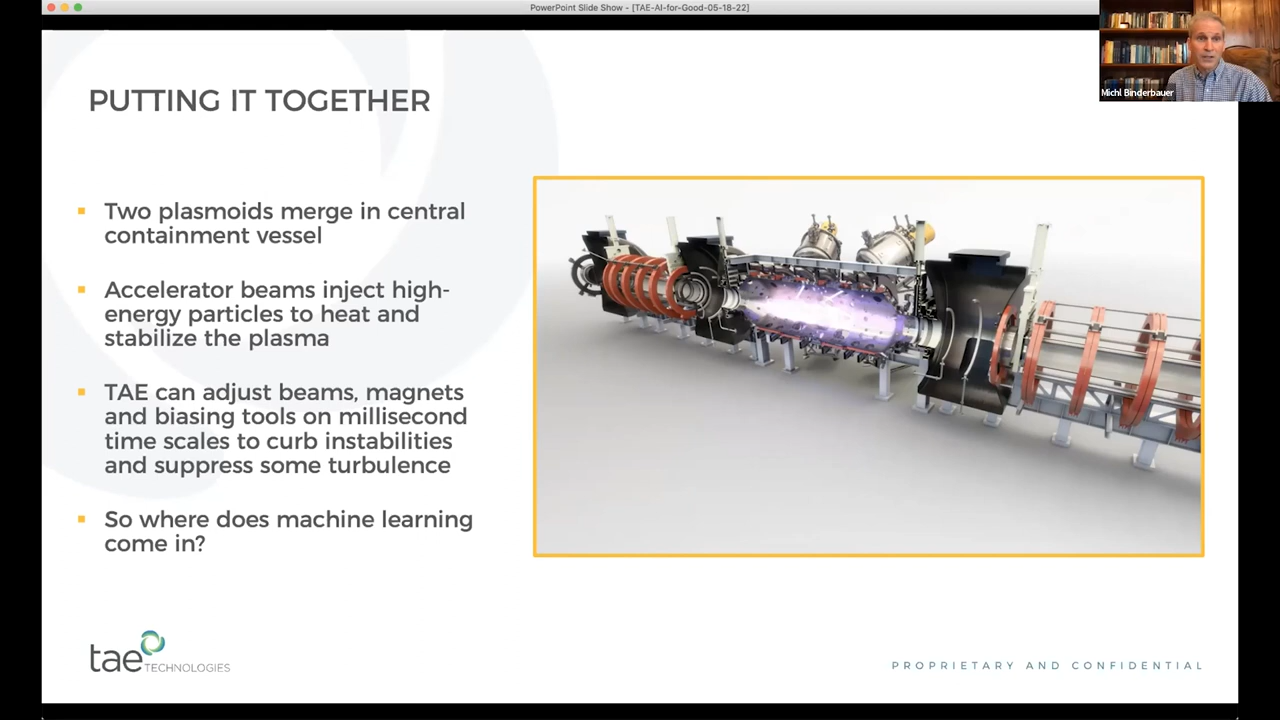 PowerPoint Slide Show - [TAE-AI-for-Good-05-18-22]
Michl Binderbauer
PUTTING IT TOGETHER
Two plasmoids merge in central
containment vessel
Accelerator beams inject high-
energy particles to heat and
stabilize the plasma
TAE can adjust beams, magnets
and biasing tools on millisecond
time scales to curb instabilities
and suppress some turbulence
So where does machine learning
come in?
tae TECHNOLOGIES
PROPRIETARY AND CONFIDENTIAL